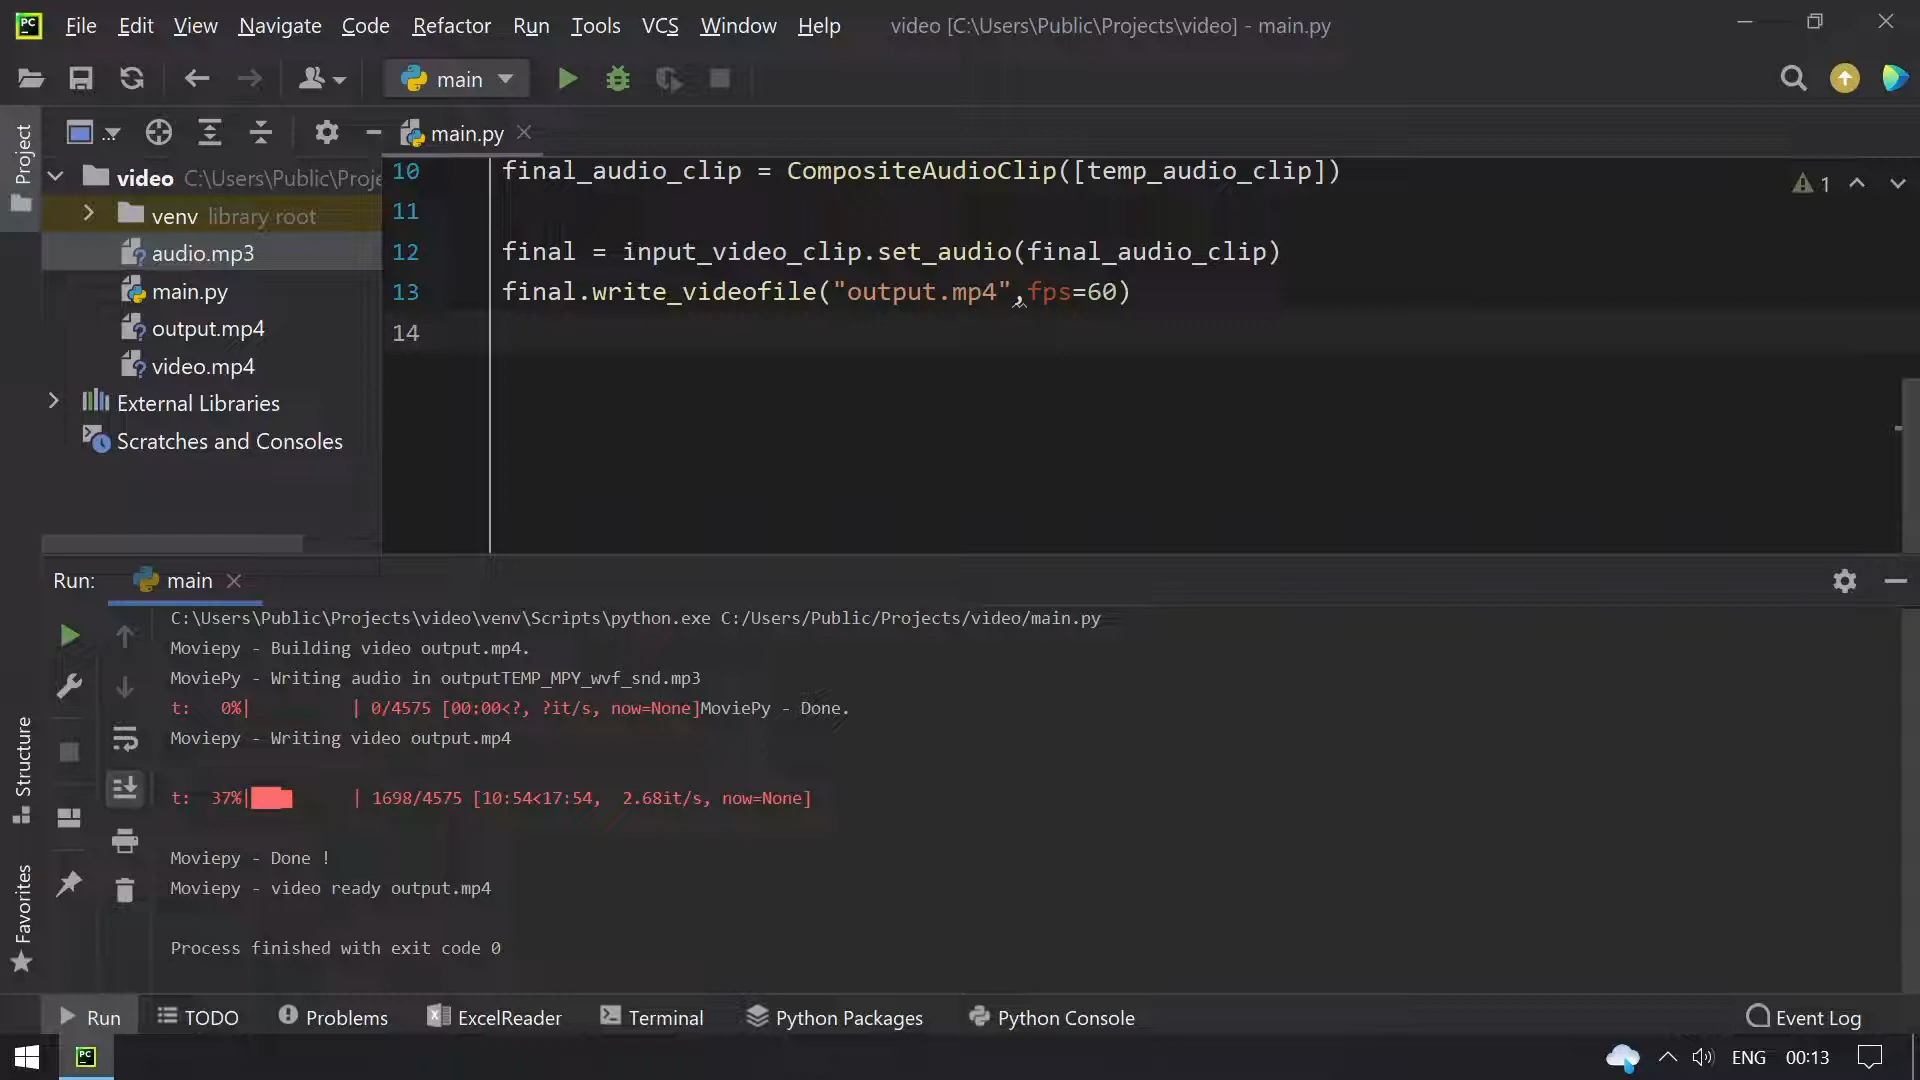 PC File Edit View Navigate Code Refactor Run Tools VCS Window Help video [C:\Users\Public\Projects\video] - main.py
main
Project
...
main.py
video C:\Users\Public\Proje
venv library root
audio.mp3
main.py
output.mp4
video.mp4
External Libraries
Scratches and Consoles
10 final_audio_clip = CompositeAudioClip([temp_audio_clip])
11
12 final = input_video_clip.set_audio(final_audio_clip)
13 final.write_videofile("output.mp4",fps=60)
14
1
Run: main
C:\Users\Public\Projects\video\venv\Scripts\python.exe C:/Users/Public/Projects/video/main.py
Moviepy - Building video output.mp4.
MoviePy - Writing audio in outputTEMP_MPY_wvf_snd.mp3
t:   0%|          | 0/4575 [00:00<?, ?it/s, now=None]MoviePy - Done.
Moviepy - Writing video output.mp4
t:  37%|███▋      | 1698/4575 [10:54<17:54,  2.68it/s, now=None]
Moviepy - Done !
Moviepy - video ready output.mp4
Process finished with exit code 0
Structure
Favorites
Run TODO Problems ExcelReader Terminal Python Packages Python Console Event Log
PC ENG 00:13